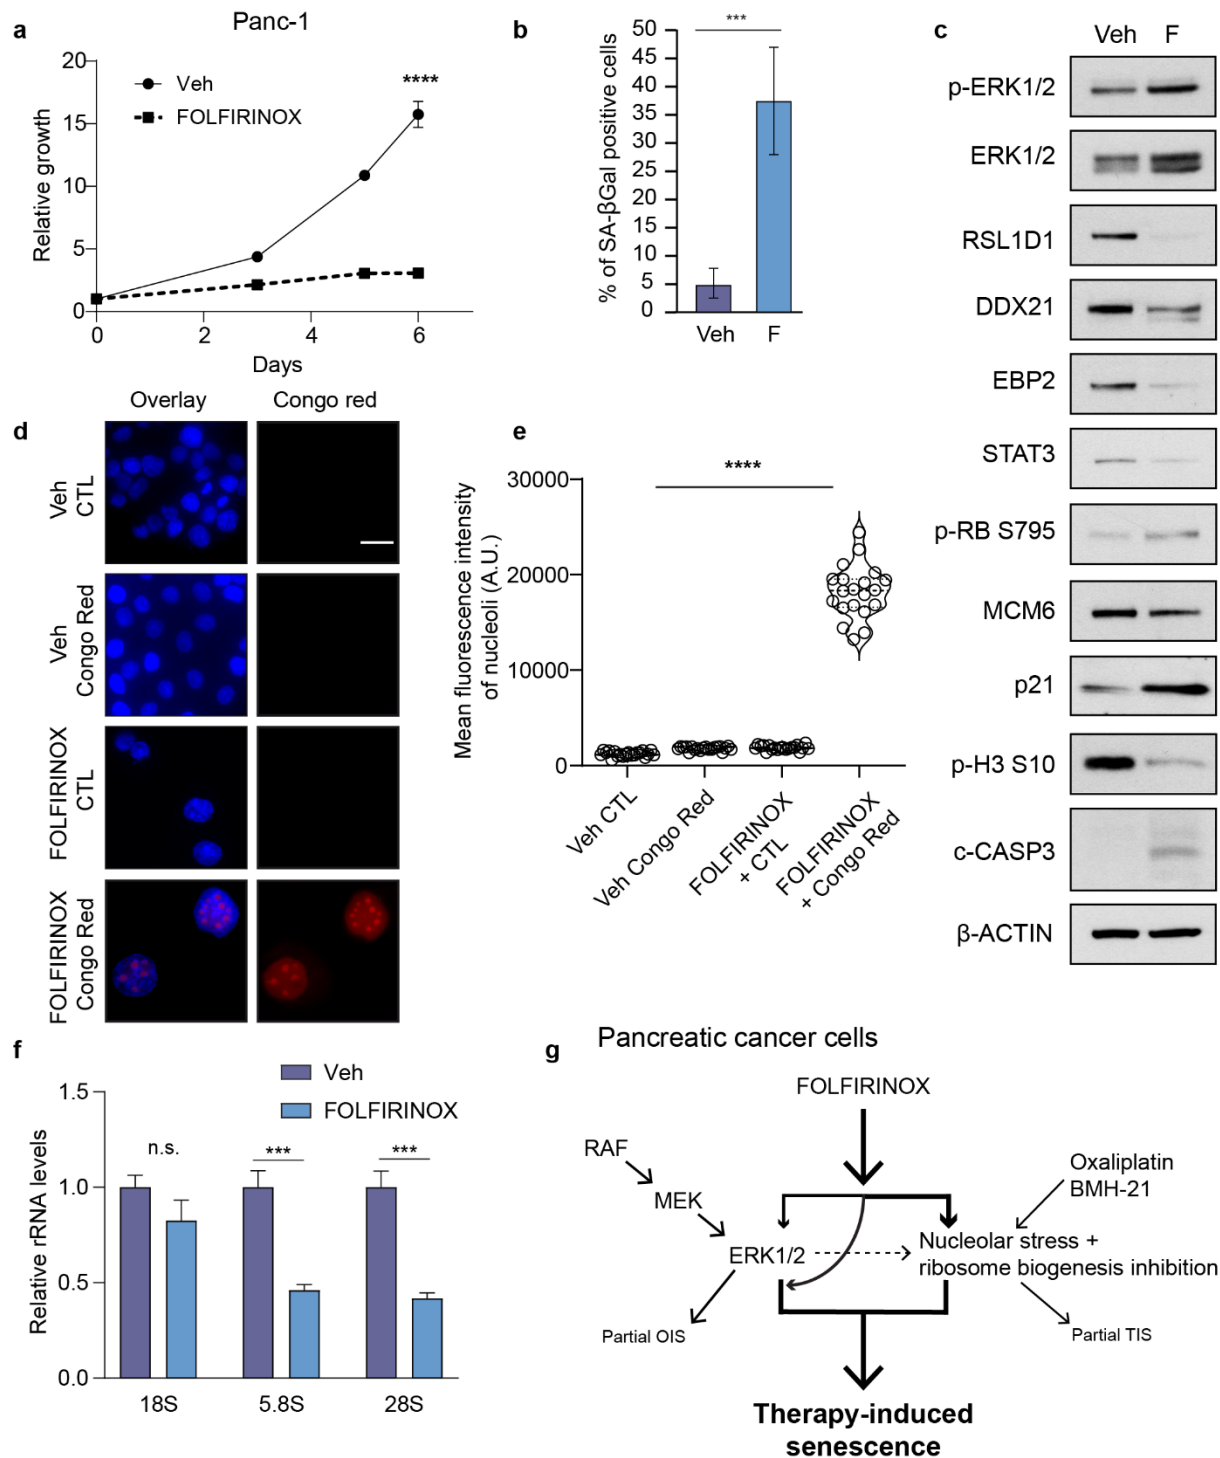 a
Panc-1
Relative growth
20
15
10
5
0
Veh
FOLFIRINOX
****
0
2
4
6
Days
b
***
% of SA-βGal positive cells
50
45
40
35
30
25
20
15
10
5
0
Veh
F
c
Veh
F
p-ERK1/2
ERK1/2
RSL1D1
DDX21
EBP2
STAT3
p-RB S795
MCM6
p21
p-H3 S10
c-CASP3
β-ACTIN
d
Overlay
Congo red
Veh
CTL
Veh
Congo Red
FOLFIRINOX
CTL
FOLFIRINOX
Congo Red
e
Mean fluorescence intensity
of nucleoli (A.U.)
30000
20000
10000
0
****
Veh CTL
Veh Congo Red
FOLFIRINOX
+ CTL
FOLFIRINOX
+ Congo Red
f
Veh
FOLFIRINOX
Relative rRNA levels
1.5
1.0
0.5
0.0
n.s.
***
***
18S
5.8S
28S
g
Pancreatic cancer cells
FOLFIRINOX
RAF
MEK
ERK1/2
Oxaliplatin
BMH-21
Nucleolar stress +
ribosome biogenesis inhibition
Partial OIS
Partial TIS
Therapy-induced
senescence